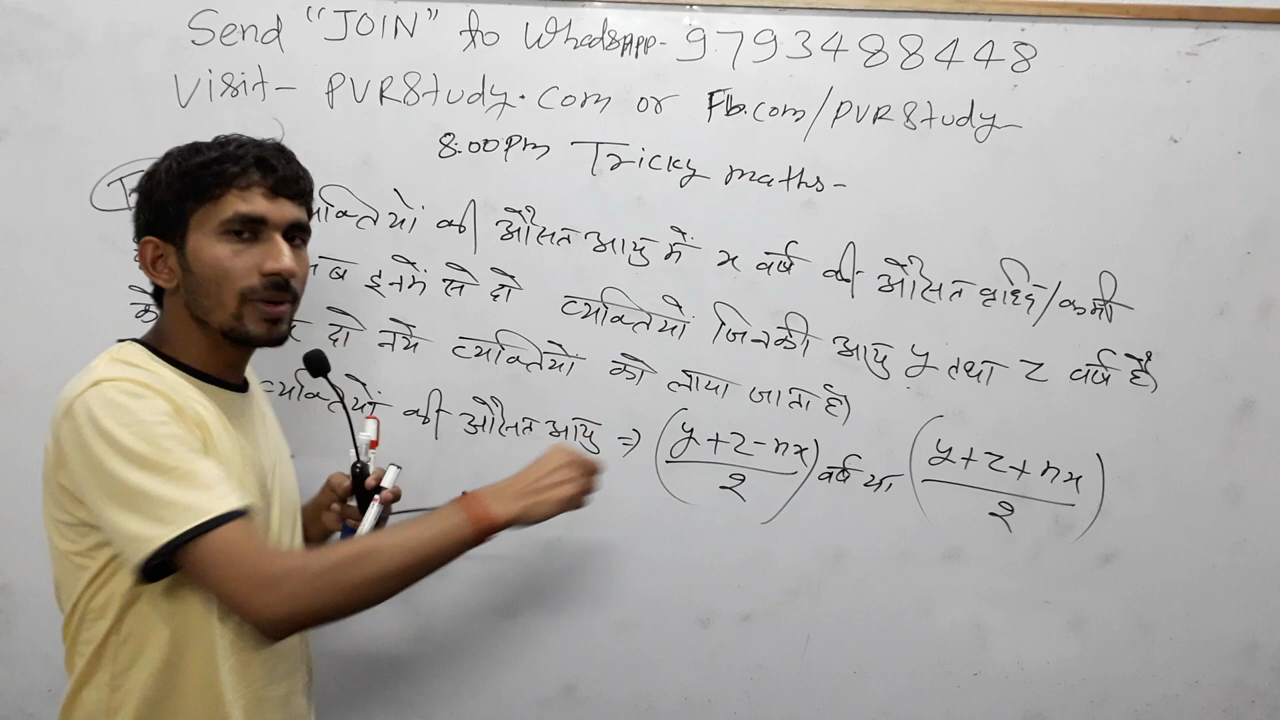 Send "JOIN" to WhatsApp- 9793488448
Visit- PVRStudy.com or Fb.com/PVRStudy
8:00Pm Tricky maths-
व्यक्तियों की औसत आयु में x वर्ष की औसत वृद्धि/कमी
इनमें से दो व्यक्तियों जिनकी आयु y तथा z वर्ष है)
के दो नये व्यक्तियों को लाया जाता है)
व्यक्तियों की औसत आयु ⇒ (y+z-nx/2) वर्ष या (y+z+nx/2)